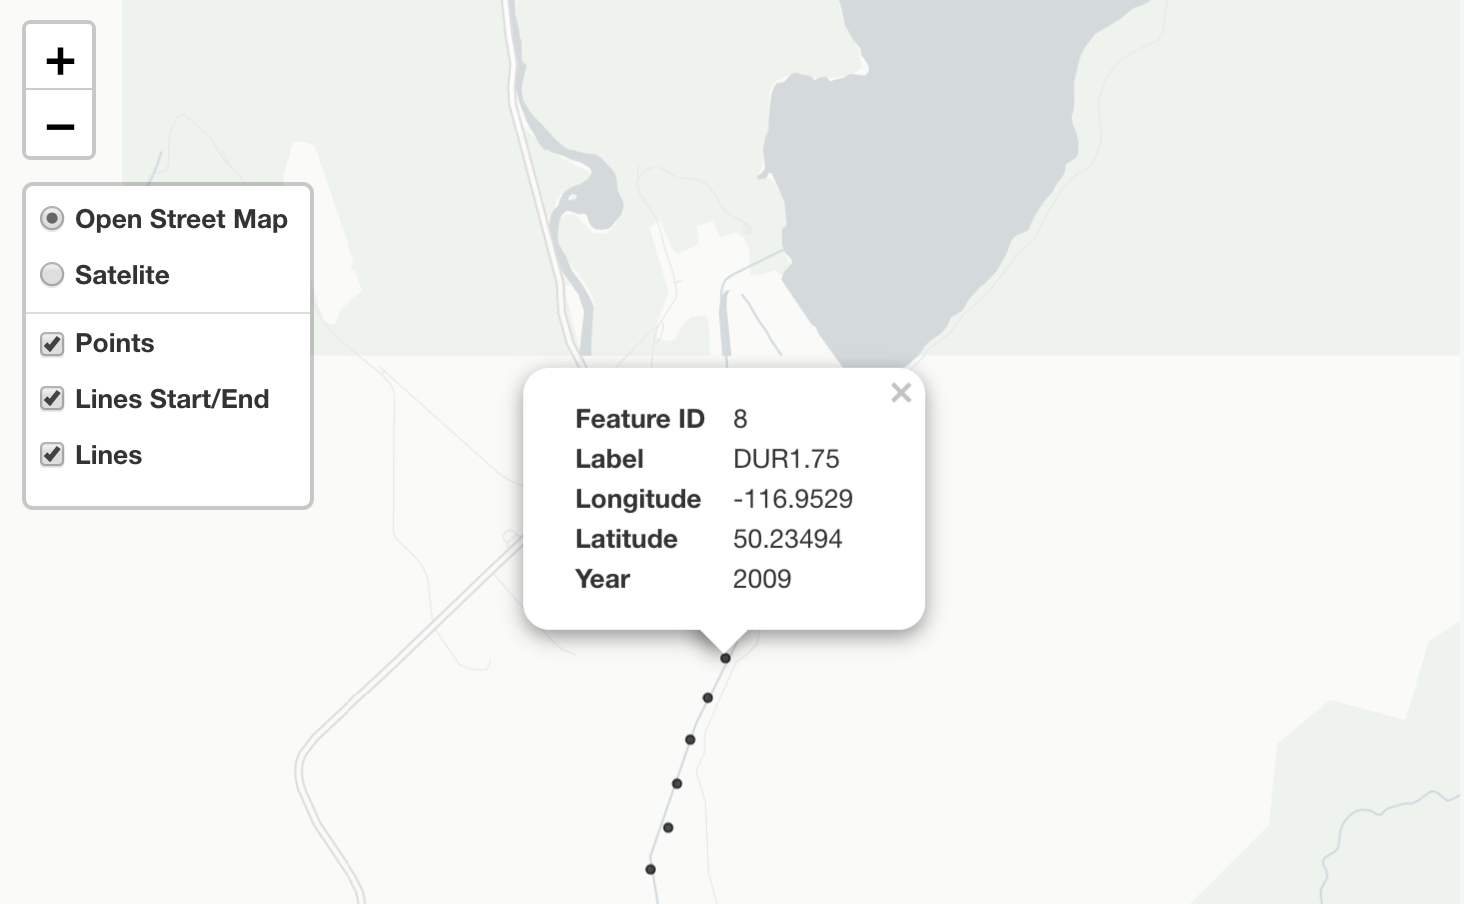 +
−
Open Street Map
Satelite
Points
Lines Start/End
Lines
×
Feature ID 8
Label DUR1.75
Longitude -116.9529
Latitude 50.23494
Year 2009